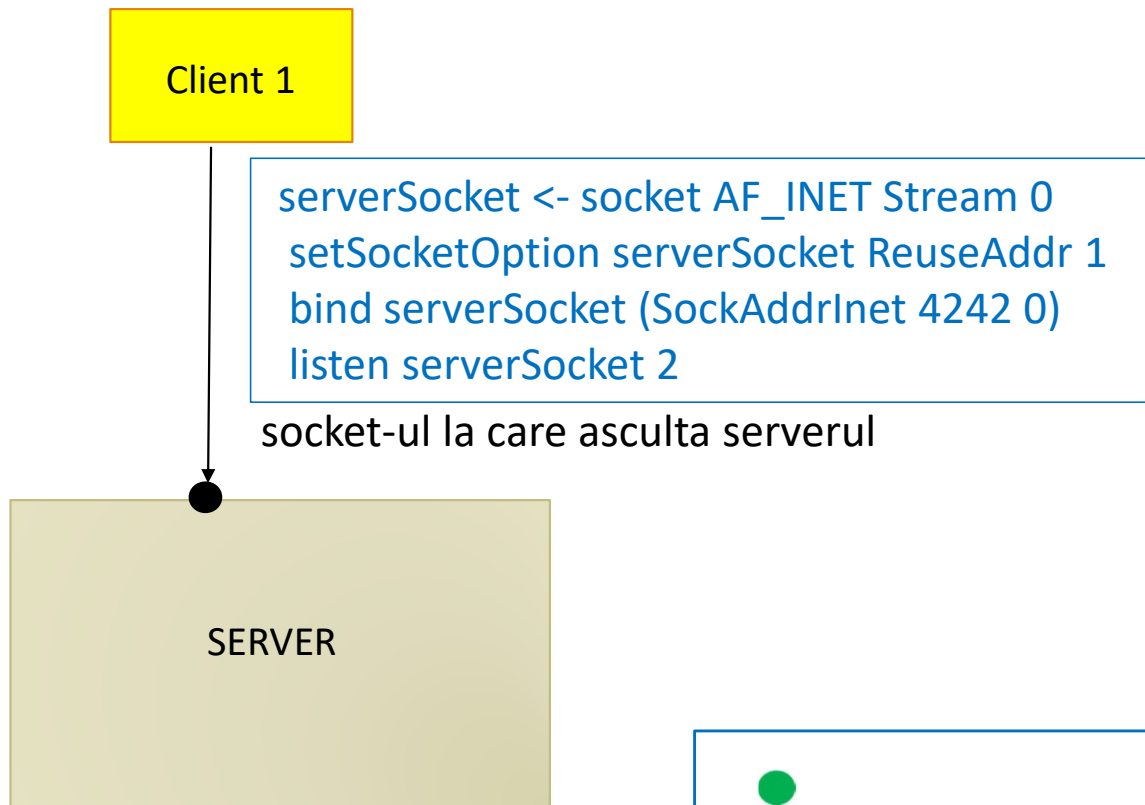 Client 1
serverSocket <- socket AF_INET Stream 0
setSocketOption serverSocket ReuseAddr 1
bind serverSocket (SockAddrInet 4242 0)
listen serverSocket 2
socket-ul la care asculta serverul
SERVER